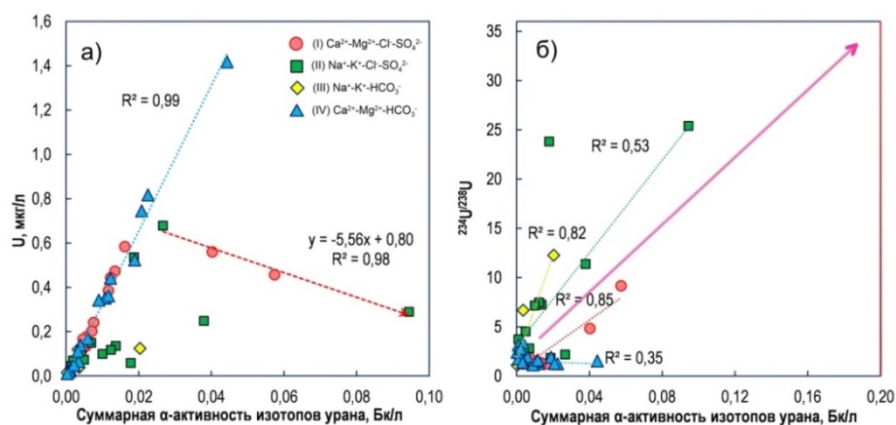 а)
U, мкг/л
1,6
1,4
1,2
1,0
0,8
0,6
0,4
0,2
0,0
(I) Ca²⁺-Mg²⁺-Cl⁻-SO₄²⁻
(II) Na⁺-K⁺-Cl⁻-SO₄²⁻
(III) Na⁺-K⁺-HCO₃⁻
(IV) Ca²⁺-Mg²⁺-HCO₃⁻
R² = 0,99
y = -5,56x + 0,80
R² = 0,98
0,00 0,02 0,04 0,06 0,08 0,10
Суммарная α-активность изотопов урана, Бк/л
б)
²³⁴U/²³⁸U
35
30
25
20
15
10
5
0
R² = 0,53
R² = 0,82
R² = 0,85
R² = 0,35
0,00 0,04 0,08 0,12 0,16 0,20
Суммарная α-активность изотопов урана, Бк/л